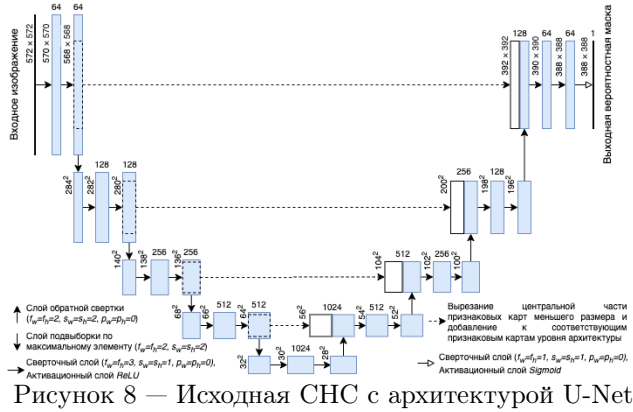 Входное изображение
572 × 572
64
570 × 570
64
568 × 568
128
392 × 392
64
390 × 390
64
388 × 388
1
388 × 388
Выходная вероятностная маска
284²
128
282²
128
280²
200²
256
198²
128
196²
140²
256
138²
256
136²
104²
512
102²
256
100²
68²
512
66²
512
64²
56²
1024
54²
512
52²
32²
1024
30²
28²
Слой обратной свертки
(fw=fh=2, sw=sh=2, pw=ph=0)
Слой подвыборки по
максимальному элементу (fw=fh=2, sw=sh=2)
Сверточный слой (fw=fh=3, sw=sh=1, pw=ph=0),
Активационный слой ReLU
Вырезание центральной части
признаковых карт меньшего размера и
добавление к соответствующим
признаковым картам уровня архитектуры
Сверточный слой (fw=fh=1, sw=sh=1, pw=ph=0),
Активационный слой Sigmoid
Рисунок 8 — Исходная СНС с архитектурой U-Net